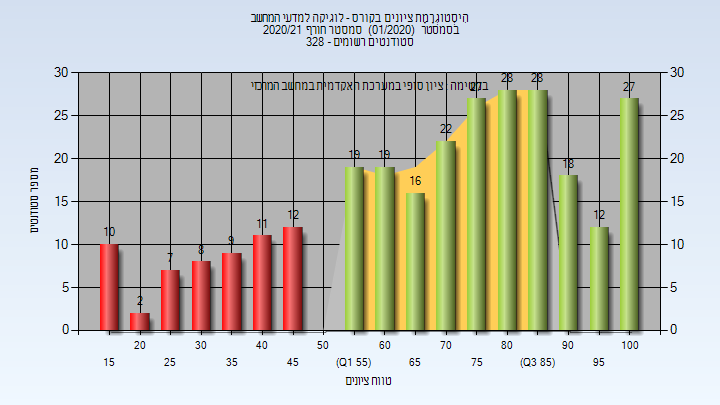 היסטוגרמת ציונים בקורס - לוגיקה למדעי המחשב
בסמסטר (01/2020) סמסטר חורף 2020/21
סטודנטים רשומים - 328
בסקימה: ציון סופי במערכת האקדמית במחשב המרכזי
30 30
25 25
20 20
15 15
10 10
5 5
0 0
10 2 7 8 9 11 12 19 19 16 22 27 28 28 18 12 27
מספר סטודנטים
20 30 40 50 60 70 80 90 100
15 25 35 45 (Q1 55) 65 75 (Q3 85) 95
טווח ציונים